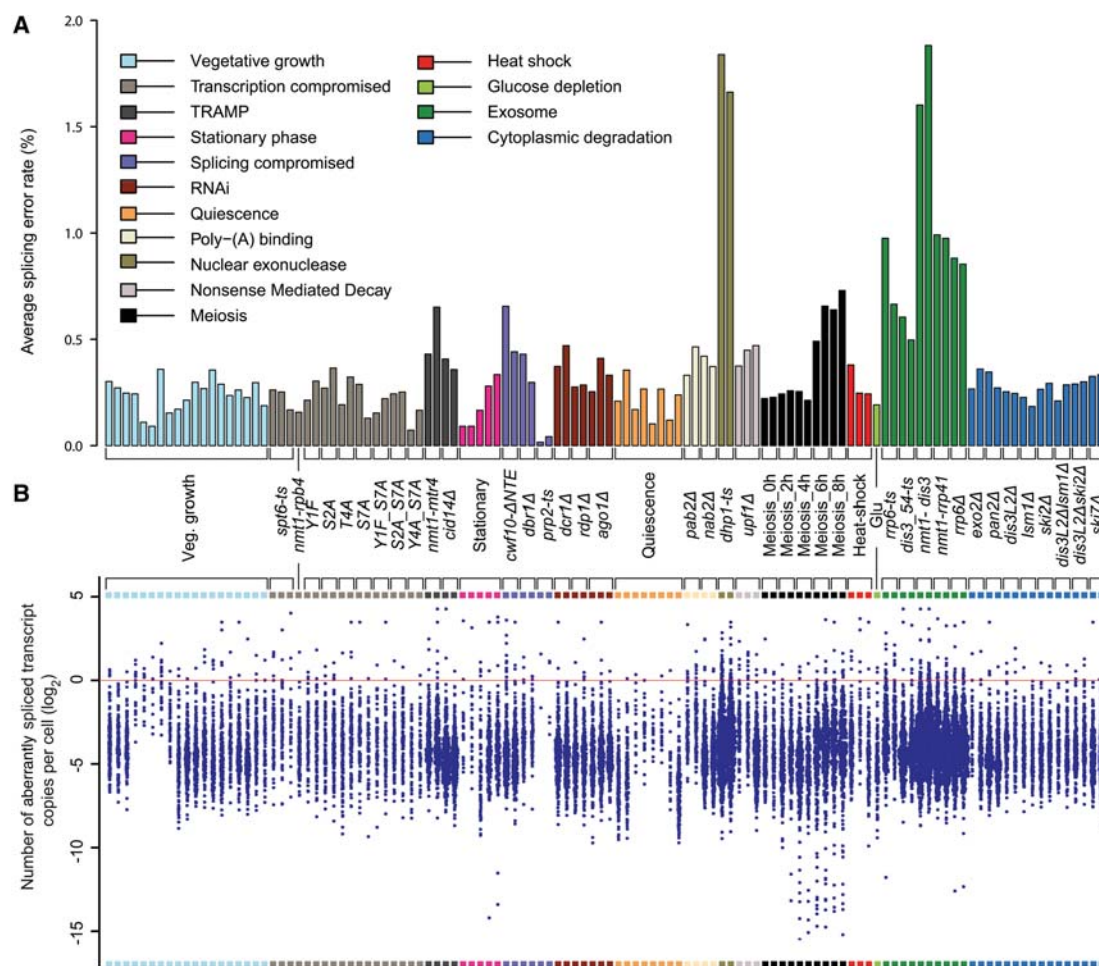 A
2.0
1.5
1.0
0.5
0.0
Average splicing error rate (%)
Vegetative growth
Transcription compromised
TRAMP
Stationary phase
Splicing compromised
RNAi
Quiescence
Poly−(A) binding
Nuclear exonuclease
Nonsense Mediated Decay
Meiosis
Heat shock
Glucose depletion
Exosome
Cytoplasmic degradation
B
Veg. growth
spt6-ts
nmt1-rpb4
Y1F
S2A
T4A
S7A
Y1F_S7A
S2A_S7A
Y4A_S7A
nmt1-mtr4
cid14Δ
Stationary
cwf10-ΔNTE
dbr1Δ
prp2-ts
dcr1Δ
rdp1Δ
ago1Δ
Quiescence
pab2Δ
nab2Δ
dhp1-ts
upf1Δ
Meiosis_0h
Meiosis_2h
Meiosis_4h
Meiosis_6h
Meiosis_8h
Heat-shock
Glu
rrp6-ts
dis3_54-ts
nmt1- dis3
nmt1-rrp41
rrp6Δ
exo2Δ
pan2Δ
dis3L2Δ
lsm1Δ
ski2Δ
dis3L2Δlsm1Δ
dis3L2Δski2Δ
ski7Δ
5
0
-5
-10
-15
Number of aberrantly spliced transcript
copies per cell (log2)